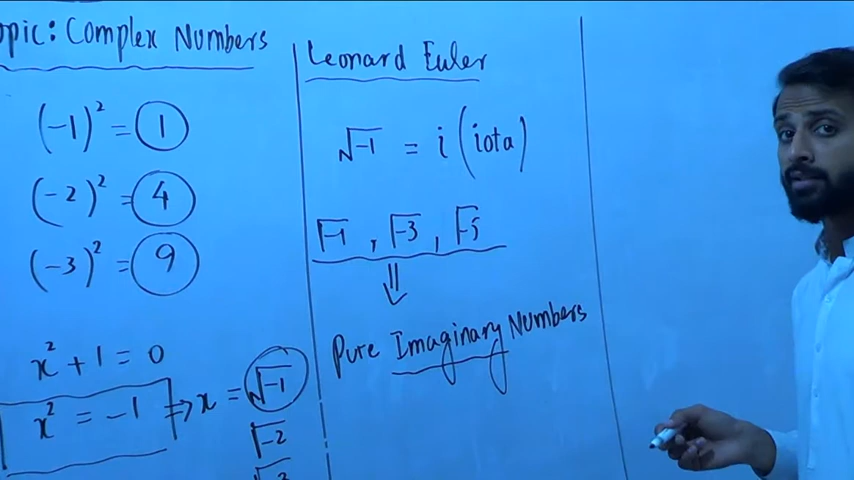 opic: Complex Numbers
(-1)² = 1
(-2)² = 4
(-3)² = 9
x² + 1 = 0
x² = -1 ⇒ x = √-1
√-2
Leonard Euler
√-1 = i (iota)
√-1, √-3, √-5
⇓
Pure Imaginary Numbers